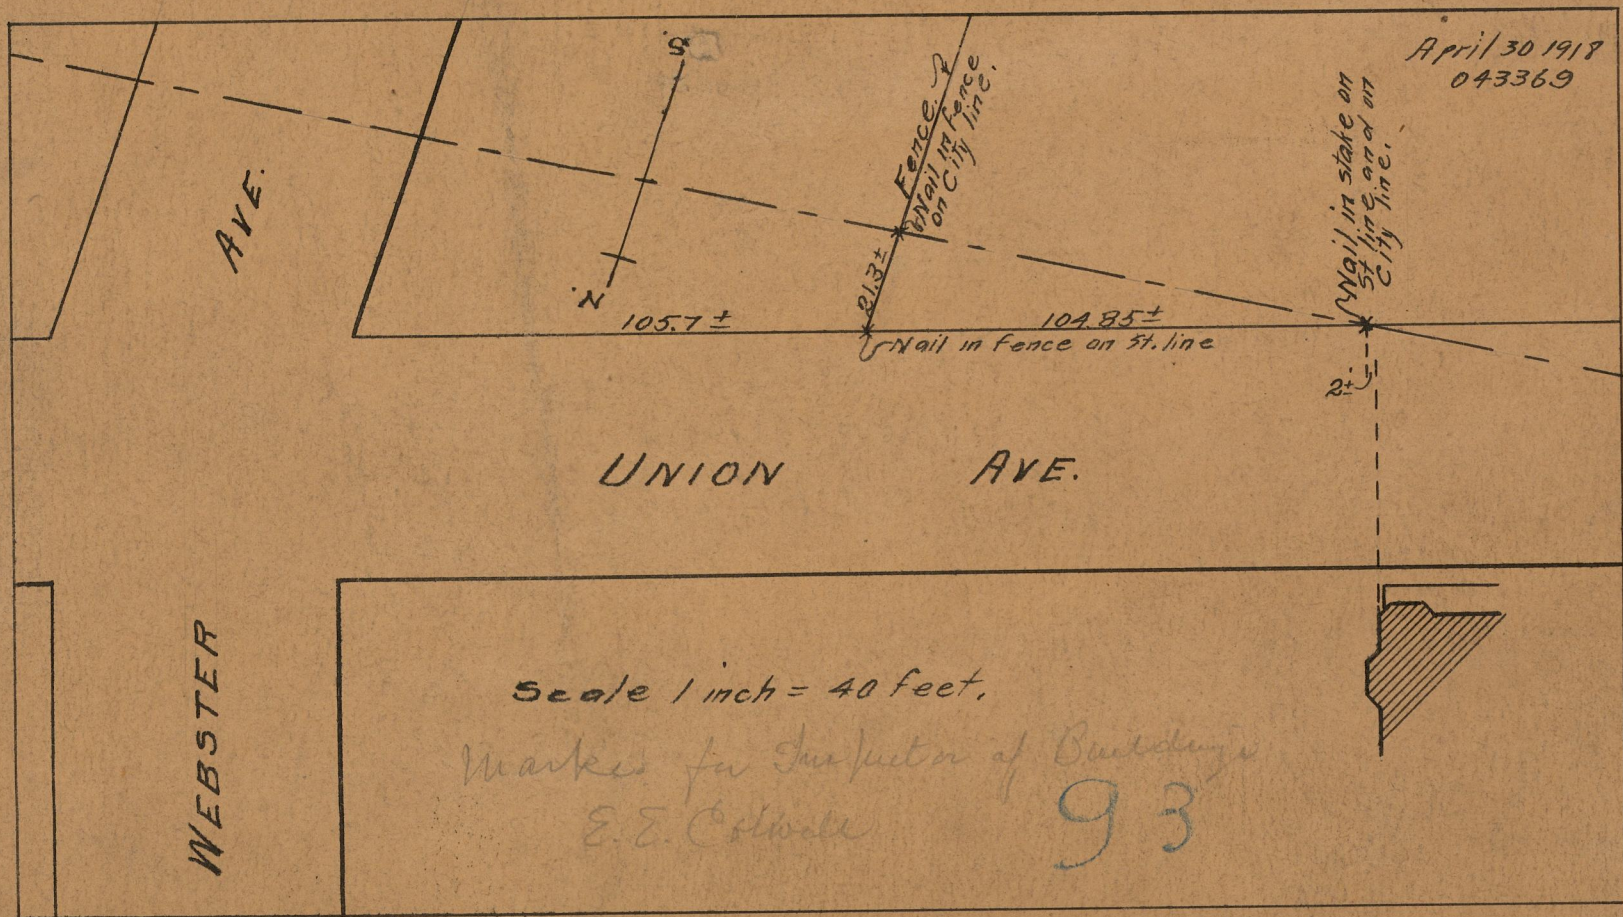 April 30 1918
043369
S.
N.
AVE.
Fence.
Nail in fence
on City line.
Nail in stake on
St line and on
City line.
21.3±
105.7±
104.85±
Nail in fence on St. line
2±
UNION AVE.
WEBSTER
Scale 1 inch = 40 feet.
Marked for Inspector of Buildings
E. E.
93